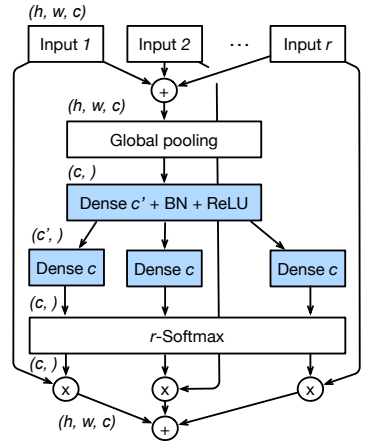 (h, w, c)
Input 1
Input 2
...
Input r
+
(h, w, c)
Global pooling
(c, )
Dense c' + BN + ReLU
(c', )
Dense c
Dense c
Dense c
(c, )
r-Softmax
(c, )
x
x
x
(h, w, c)
+